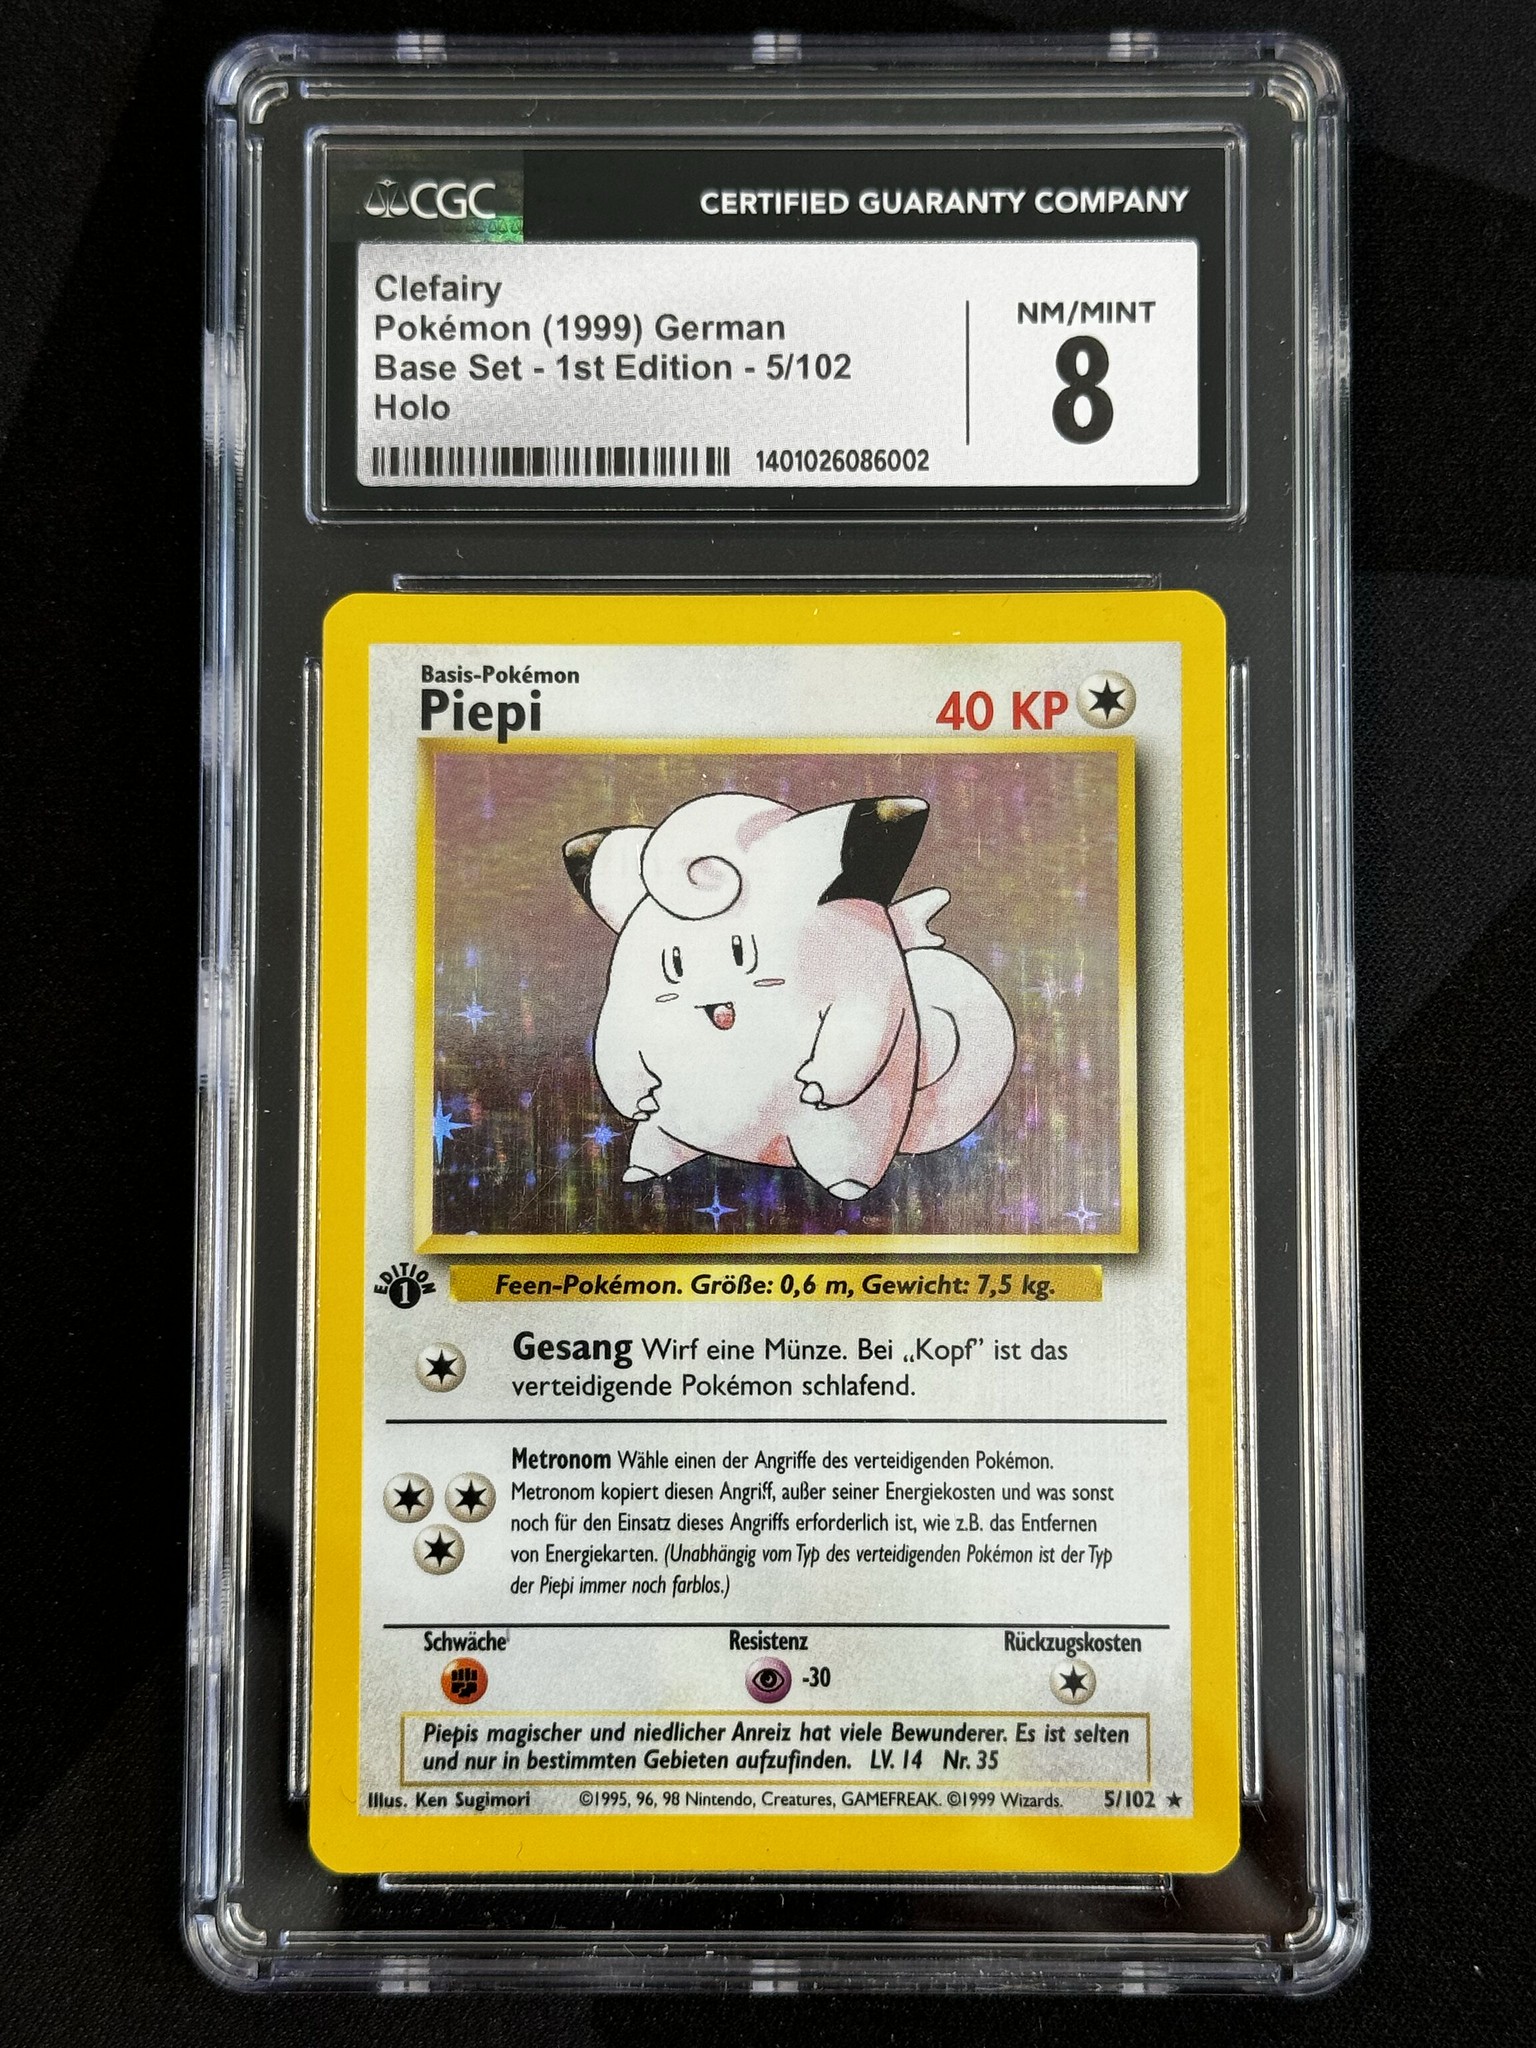 CGC
CERTIFIED GUARANTY COMPANY
Clefairy
Pokémon (1999) German
Base Set - 1st Edition - 5/102
Holo
1401026086002
NM/MINT
8
Basis-Pokémon
Piepi
40 KP
EDITION
1
Feen-Pokémon. Größe: 0,6 m, Gewicht: 7,5 kg.
Gesang Wirf eine Münze. Bei „Kopf” ist das
verteidigende Pokémon schlafend.
Metronom Wähle einen der Angriffe des verteidigenden Pokémon.
Metronom kopiert diesen Angriff, außer seiner Energiekosten und was sonst
noch für den Einsatz dieses Angriffs erforderlich ist, wie z.B. das Entfernen
von Energiekarten. (Unabhängig vom Typ des verteidigenden Pokémon ist der Typ
der Piepi immer noch farblos.)
Schwäche
Resistenz
Rückzugskosten
-30
Piepis magischer und niedlicher Anreiz hat viele Bewunderer. Es ist selten
und nur in bestimmten Gebieten aufzufinden. LV. 14 Nr. 35
Illus. Ken Sugimori ©1995, 96, 98 Nintendo, Creatures, GAMEFREAK. ©1999 Wizards. 5/102 ★